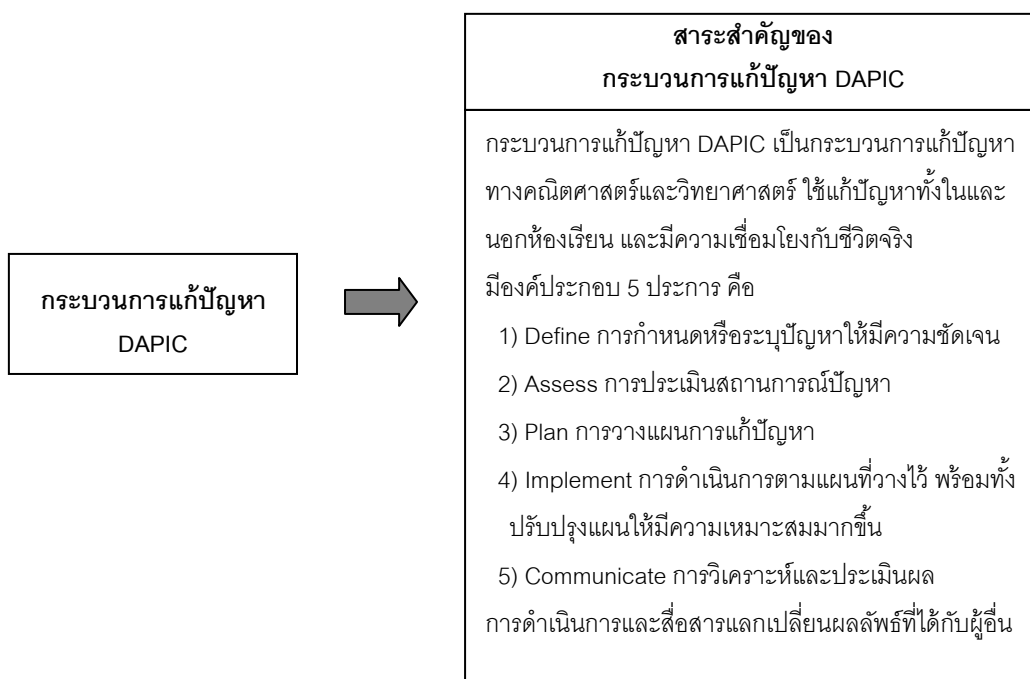 สาระสำคัญของ
กระบวนการแก้ปัญหา DAPIC
กระบวนการแก้ปัญหา
DAPIC
กระบวนการแก้ปัญหา DAPIC เป็นกระบวนการแก้ปัญหา
ทางคณิตศาสตร์และวิทยาศาสตร์ ใช้แก้ปัญหาทั้งในและ
นอกห้องเรียน และมีความเชื่อมโยงกับชีวิตจริง
มีองค์ประกอบ 5 ประการ คือ
1) Define การกำหนดหรือระบุปัญหาให้มีความชัดเจน
2) Assess การประเมินสถานการณ์ปัญหา
3) Plan การวางแผนการแก้ปัญหา
4) Implement การดำเนินการตามแผนที่วางไว้ พร้อมทั้ง
ปรับปรุงแผนให้มีความเหมาะสมมากขึ้น
5) Communicate การวิเคราะห์และประเมินผล
การดำเนินการและสื่อสารแลกเปลี่ยนผลลัพธ์ที่ได้กับผู้อื่น